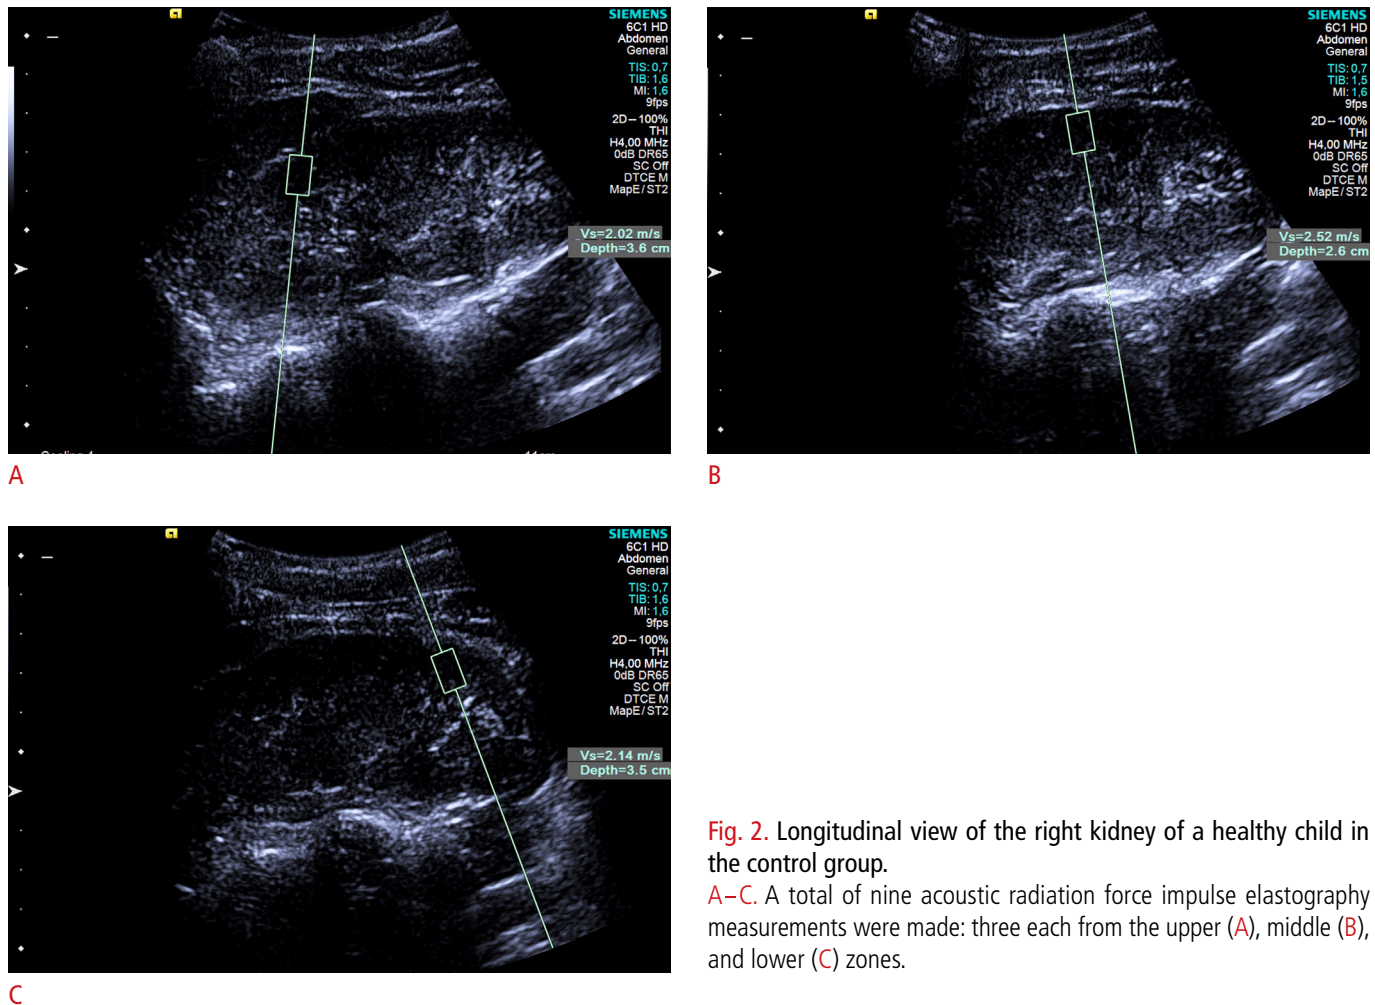 SIEMENS
6C1 HD
Abdomen
General
TIS:0,7
TIB:1,6
MI:1,6
9fps
2D--100%
THI
H4,00 MHz
0dB DR65
SC Off
DTCE M
MapE/ST2
Vs=2.02 m/s
Depth=3.6 cm
A
SIEMENS
6C1 HD
Abdomen
General
TIS:0,7
TIB:1,5
MI:1,6
9fps
2D--100%
THI
H4,00 MHz
0dB DR65
SC Off
DTCE M
MapE/ST2
Vs=2.52 m/s
Depth=2.6 cm
B
SIEMENS
6C1 HD
Abdomen
General
TIS:0,7
TIB:1,6
MI:1,6
9fps
2D--100%
THI
H4,00 MHz
0dB DR65
SC Off
DTCE M
MapE/ST2
Vs=2.14 m/s
Depth=3.5 cm
C
Fig. 2. Longitudinal view of the right kidney of a healthy child in
the control group.
A–C. A total of nine acoustic radiation force impulse elastography
measurements were made: three each from the upper (A), middle (B),
and lower (C) zones.